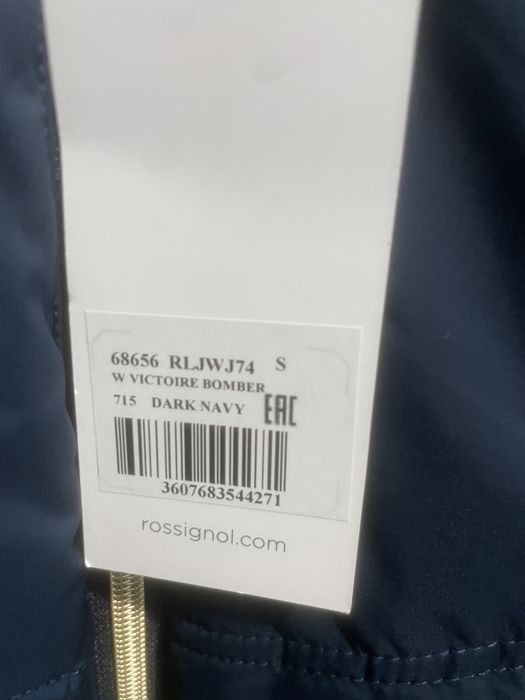 68656 RLJWJ74 S
W VICTOIRE BOMBER
715 DARK NAVY EAC
3607683544271
rossignol.com